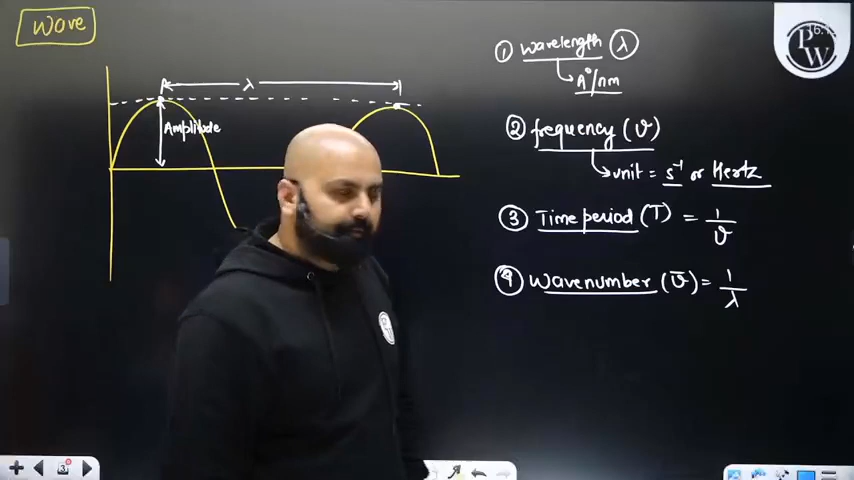 Wave
λ
Amplitude
① Wavelength λ
A°/nm
② frequency (ν)
unit = s⁻¹ or Hertz
③ Time period (T) = 1/ν
④ Wavenumber (ν̄) = 1/λ
PW